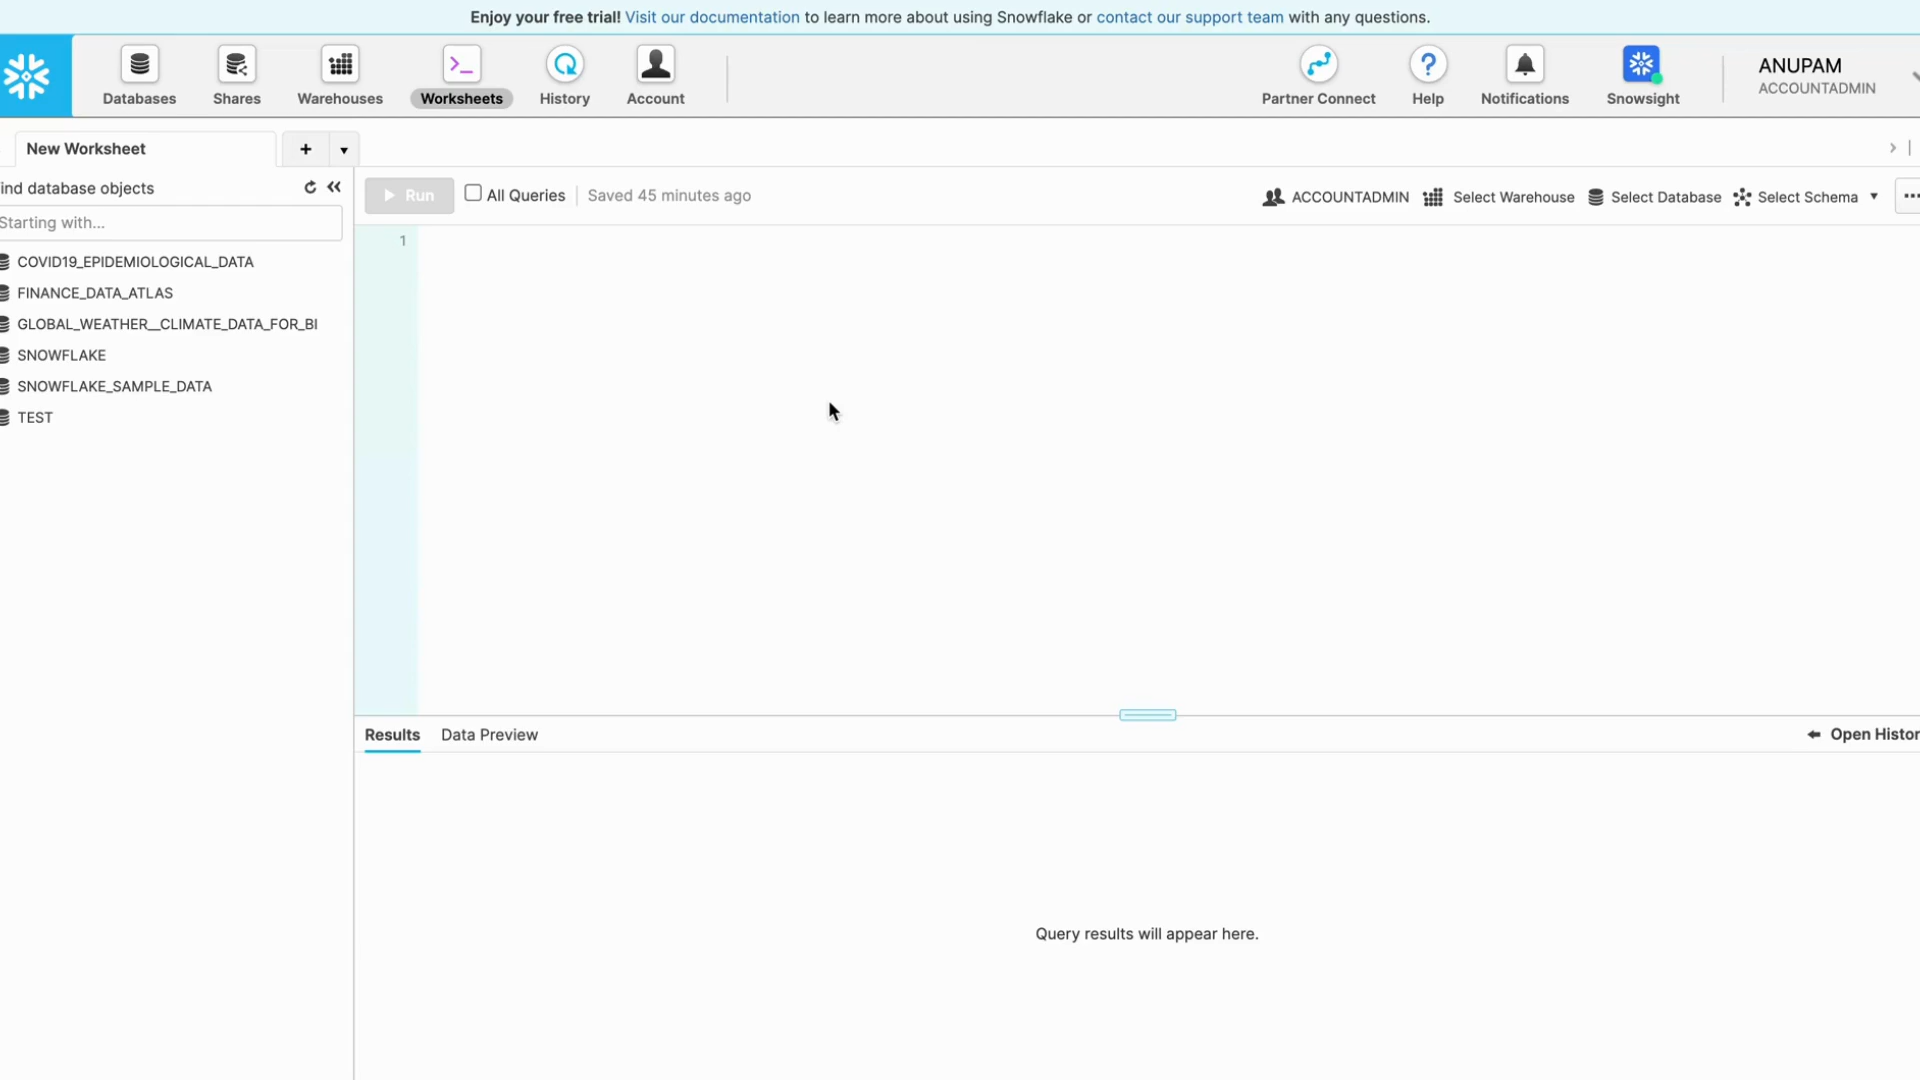 Enjoy your free trial! Visit our documentation to learn more about using Snowflake or contact our support team with any questions.
Databases Shares Warehouses Worksheets History Account Partner Connect Help Notifications Snowsight
ANUPAM
ACCOUNTADMIN
New Worksheet + ▾
ind database objects
Starting with...
Run All Queries Saved 45 minutes ago ACCOUNTADMIN Select Warehouse Select Database Select Schema
1
COVID19_EPIDEMIOLOGICAL_DATA
FINANCE_DATA_ATLAS
GLOBAL_WEATHER__CLIMATE_DATA_FOR_BI
SNOWFLAKE
SNOWFLAKE_SAMPLE_DATA
TEST
Results Data Preview Open Histor
Query results will appear here.